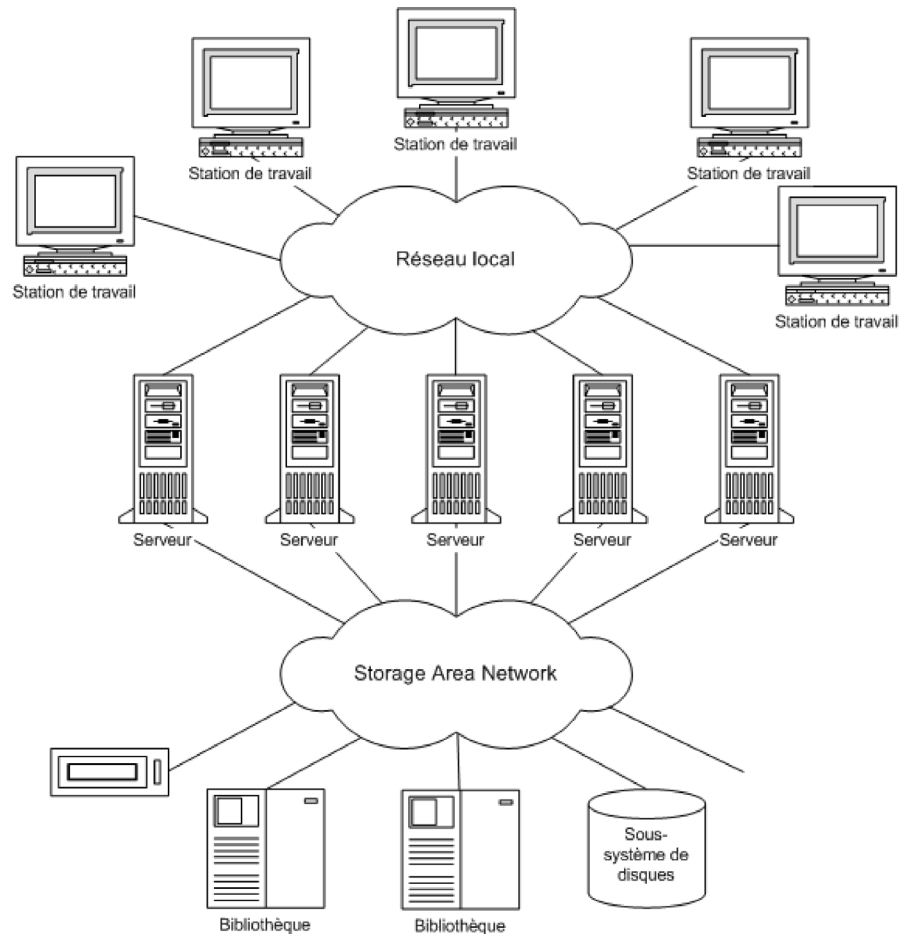 Station de travail
Station de travail
Station de travail
Station de travail
Station de travail
Réseau local
Serveur
Serveur
Serveur
Serveur
Serveur
Storage Area Network
Sous-
système de
disques
Bibliothèque
Bibliothèque